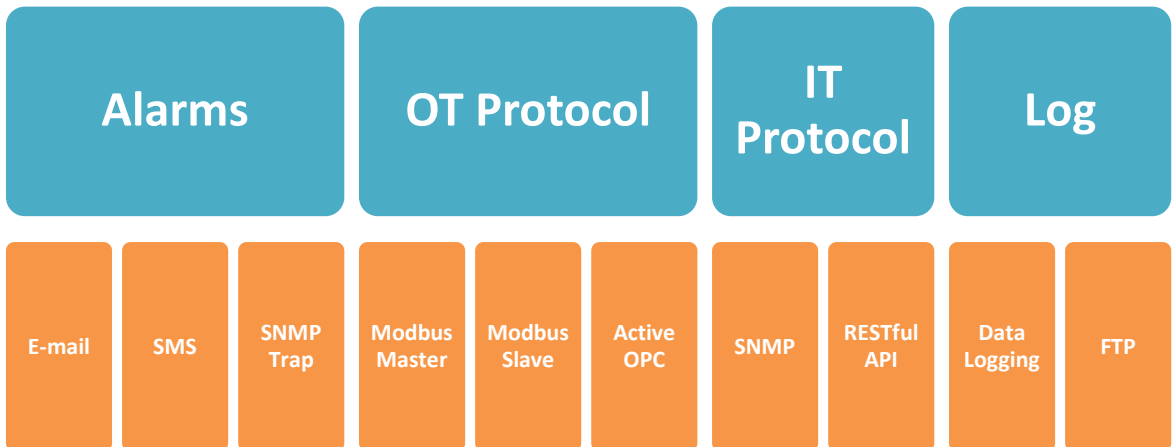 Alarms
OT Protocol
IT
Protocol
Log
E-mail
SMS
SNMP
Trap
Modbus
Master
Modbus
Slave
Active
OPC
SNMP
RESTful
API
Data
Logging
FTP